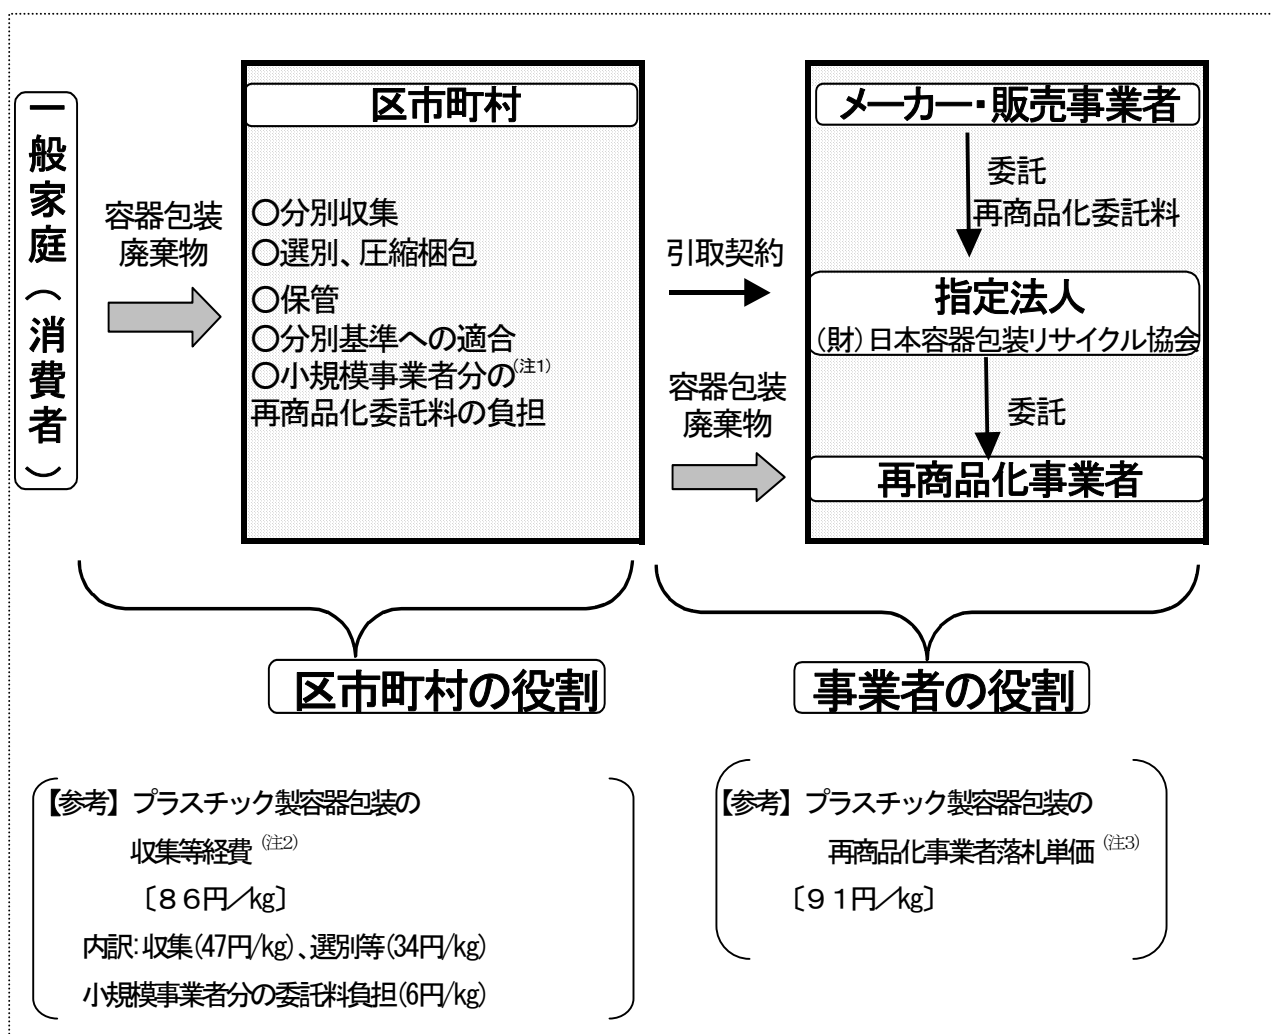 一般家庭（消費者）
容器包装
廃棄物
区市町村
〇分別収集
〇選別、圧縮梱包
〇保管
〇分別基準への適合
〇小規模事業者分の(注1)
再商品化委託料の負担
引取契約
容器包装
廃棄物
メーカー・販売事業者
委託
再商品化委託料
指定法人
(財)日本容器包装リサイクル協会
委託
再商品化事業者
区市町村の役割
事業者の役割
【参考】プラスチック製容器包装の
収集等経費(注2)
〔８６円／kg〕
内訳:収集(47円/kg)、選別等(34円/kg)
小規模事業者分の委託料負担(6円/kg)
【参考】プラスチック製容器包装の
再商品化事業者落札単価(注3)
〔９１円／kg〕